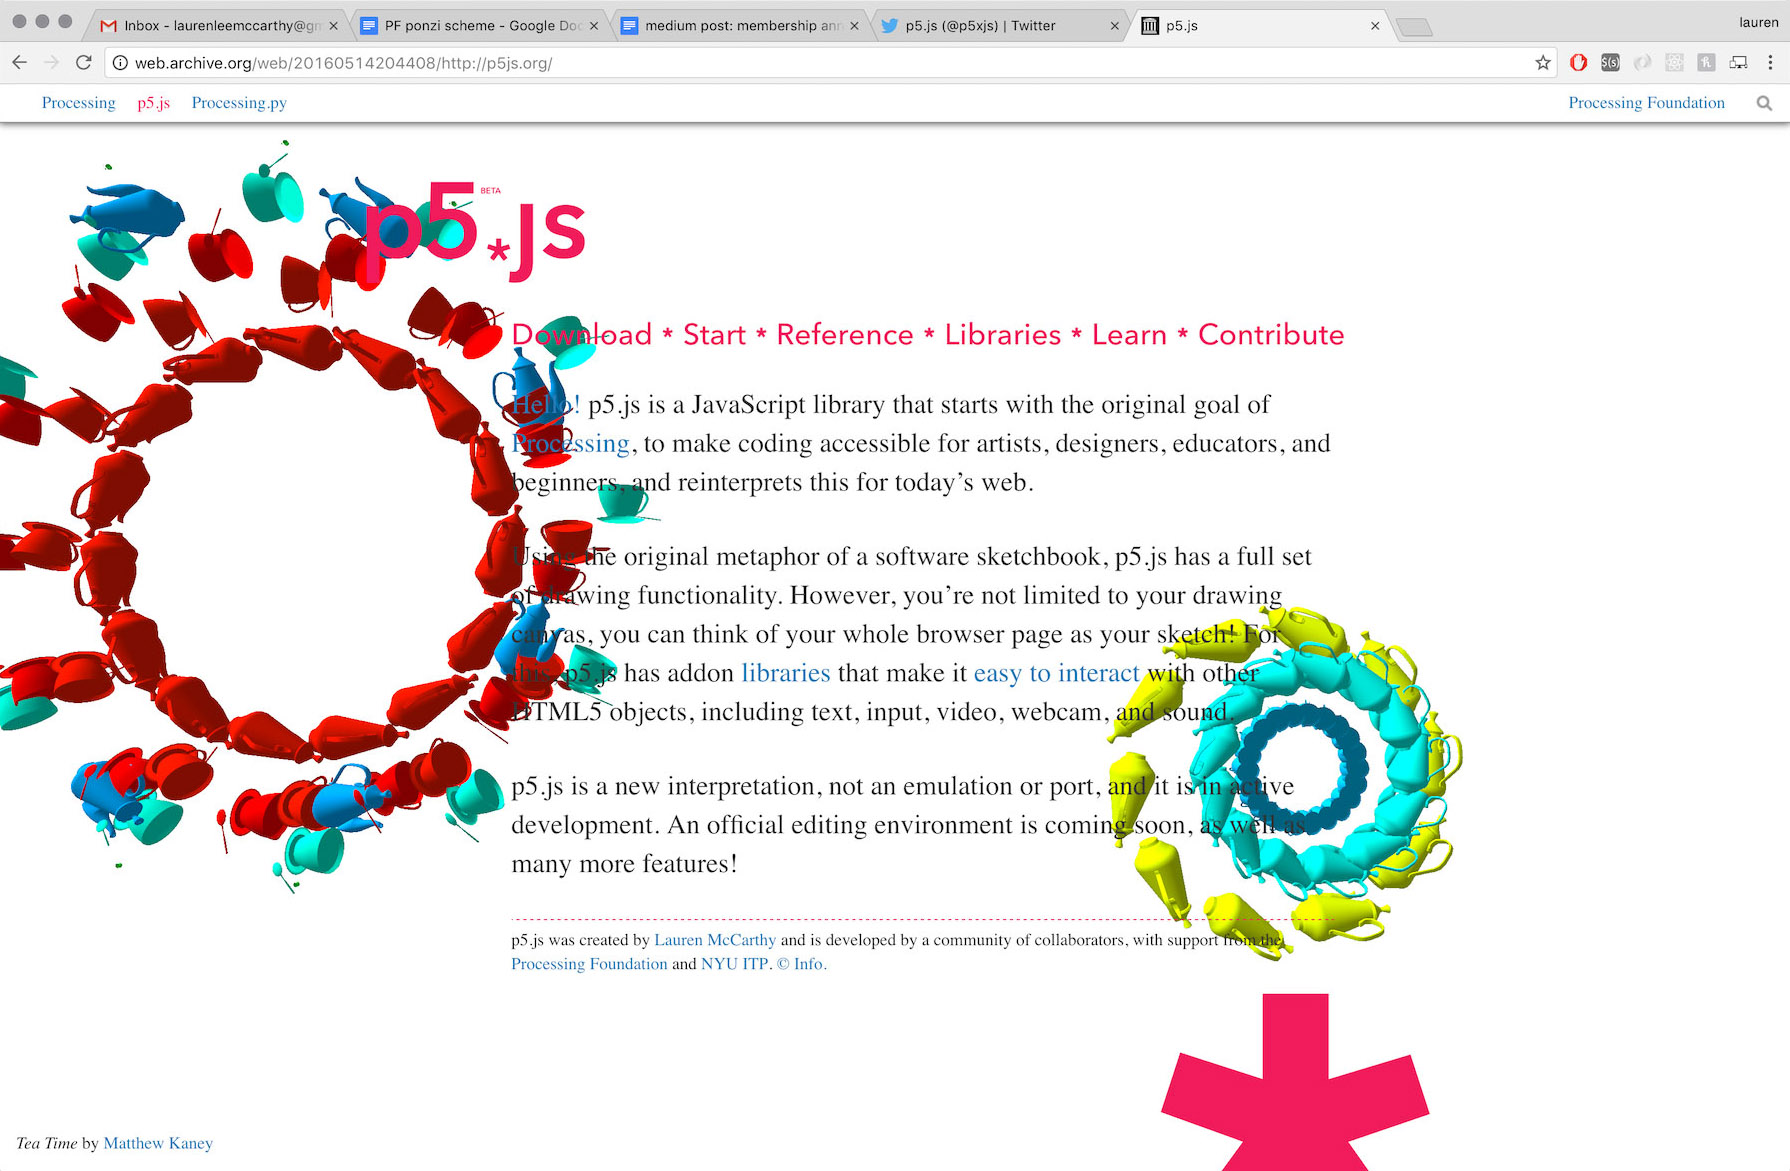 Inbox - laurenleemccarthy@gm
PF ponzi scheme - Google Doc
medium post: membership ann
p5.js (@p5xjs) | Twitter
p5.js
lauren
web.archive.org/web/20160514204408/http://p5js.org/
Processing
p5.js
Processing.py
Processing Foundation
p5*js
BETA
Download * Start * Reference * Libraries * Learn * Contribute
Hello! p5.js is a JavaScript library that starts with the original goal of
Processing, to make coding accessible for artists, designers, educators, and
beginners, and reinterprets this for today’s web.
Using the original metaphor of a software sketchbook, p5.js has a full set
of drawing functionality. However, you’re not limited to your drawing
canvas, you can think of your whole browser page as your sketch! For
this, p5.js has addon libraries that make it easy to interact with other
HTML5 objects, including text, input, video, webcam, and sound.
p5.js is a new interpretation, not an emulation or port, and it is in active
development. An official editing environment is coming soon, as well as
many more features!
p5.js was created by Lauren McCarthy and is developed by a community of collaborators, with support from the
Processing Foundation and NYU ITP. © Info.
Tea Time by Matthew Kaney